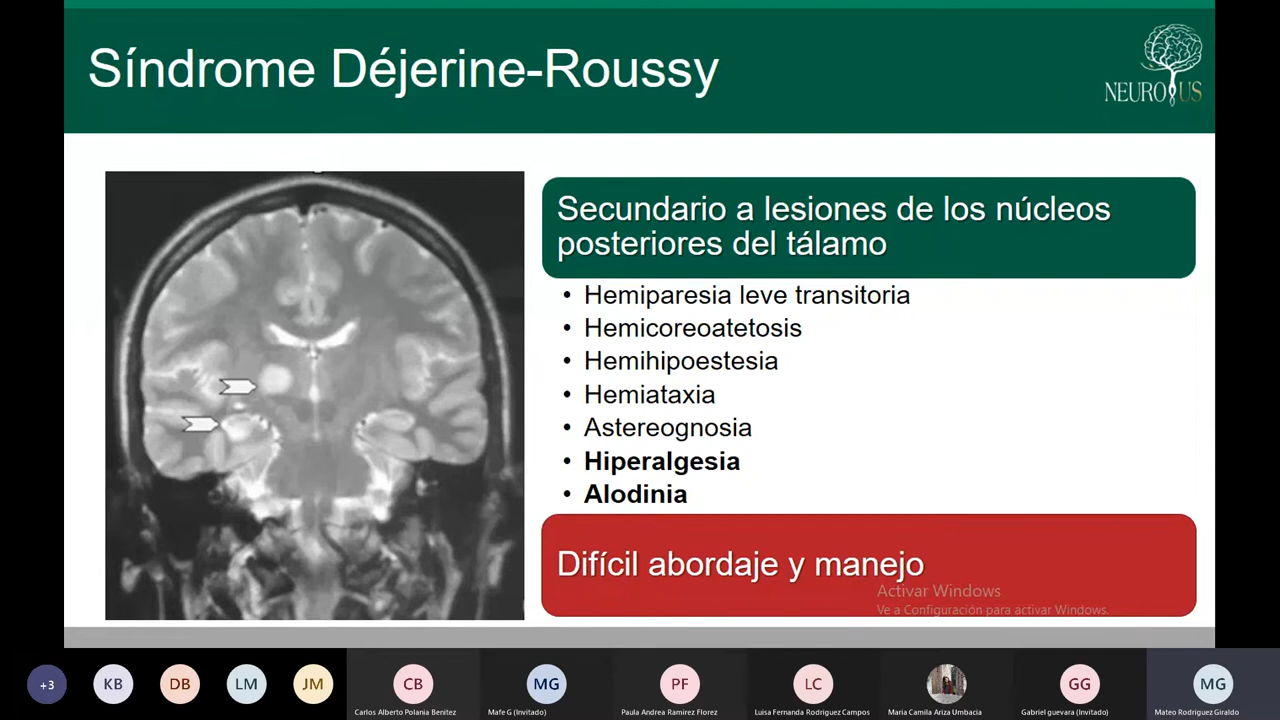 Síndrome Déjerine-Roussy
NEURO US
Secundario a lesiones de los núcleos
posteriores del tálamo
• Hemiparesia leve transitoria
• Hemicoreoatetosis
• Hemihipoestesia
• Hemiataxia
• Astereognosia
• Hiperalgesia
• Alodinia
Difícil abordaje y manejo
Activar Windows
Ve a Configuración para activar Windows.
+3
KB
DB
LM
JM
CB
MG
PF
LC
GG
MG
Carlos Alberto Polania Benitez
Mafe G (Invitado)
Paula Andrea Ramirez Florez
Luisa Fernanda Rodriguez Campos
Maria Camila Ariza Umbacia
Gabriel guevara (Invitado)
Mateo Rodriguez Giraldo